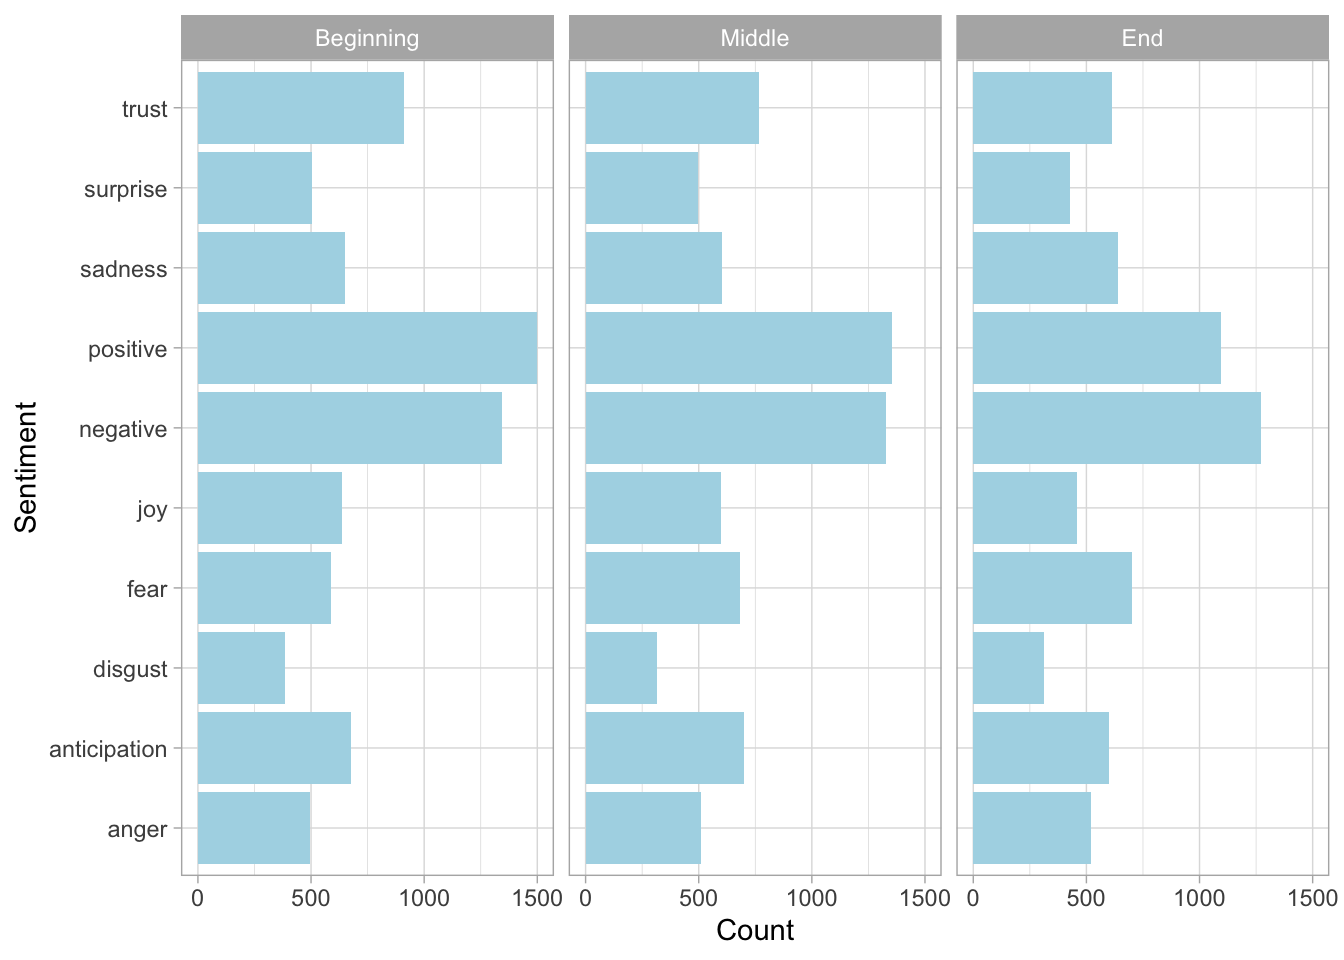 Beginning
Middle
End
Sentiment
trust
surprise
sadness
positive
negative
joy
fear
disgust
anticipation
anger
0 500 1000 1500
0 500 1000 1500
0 500 1000 1500
Count